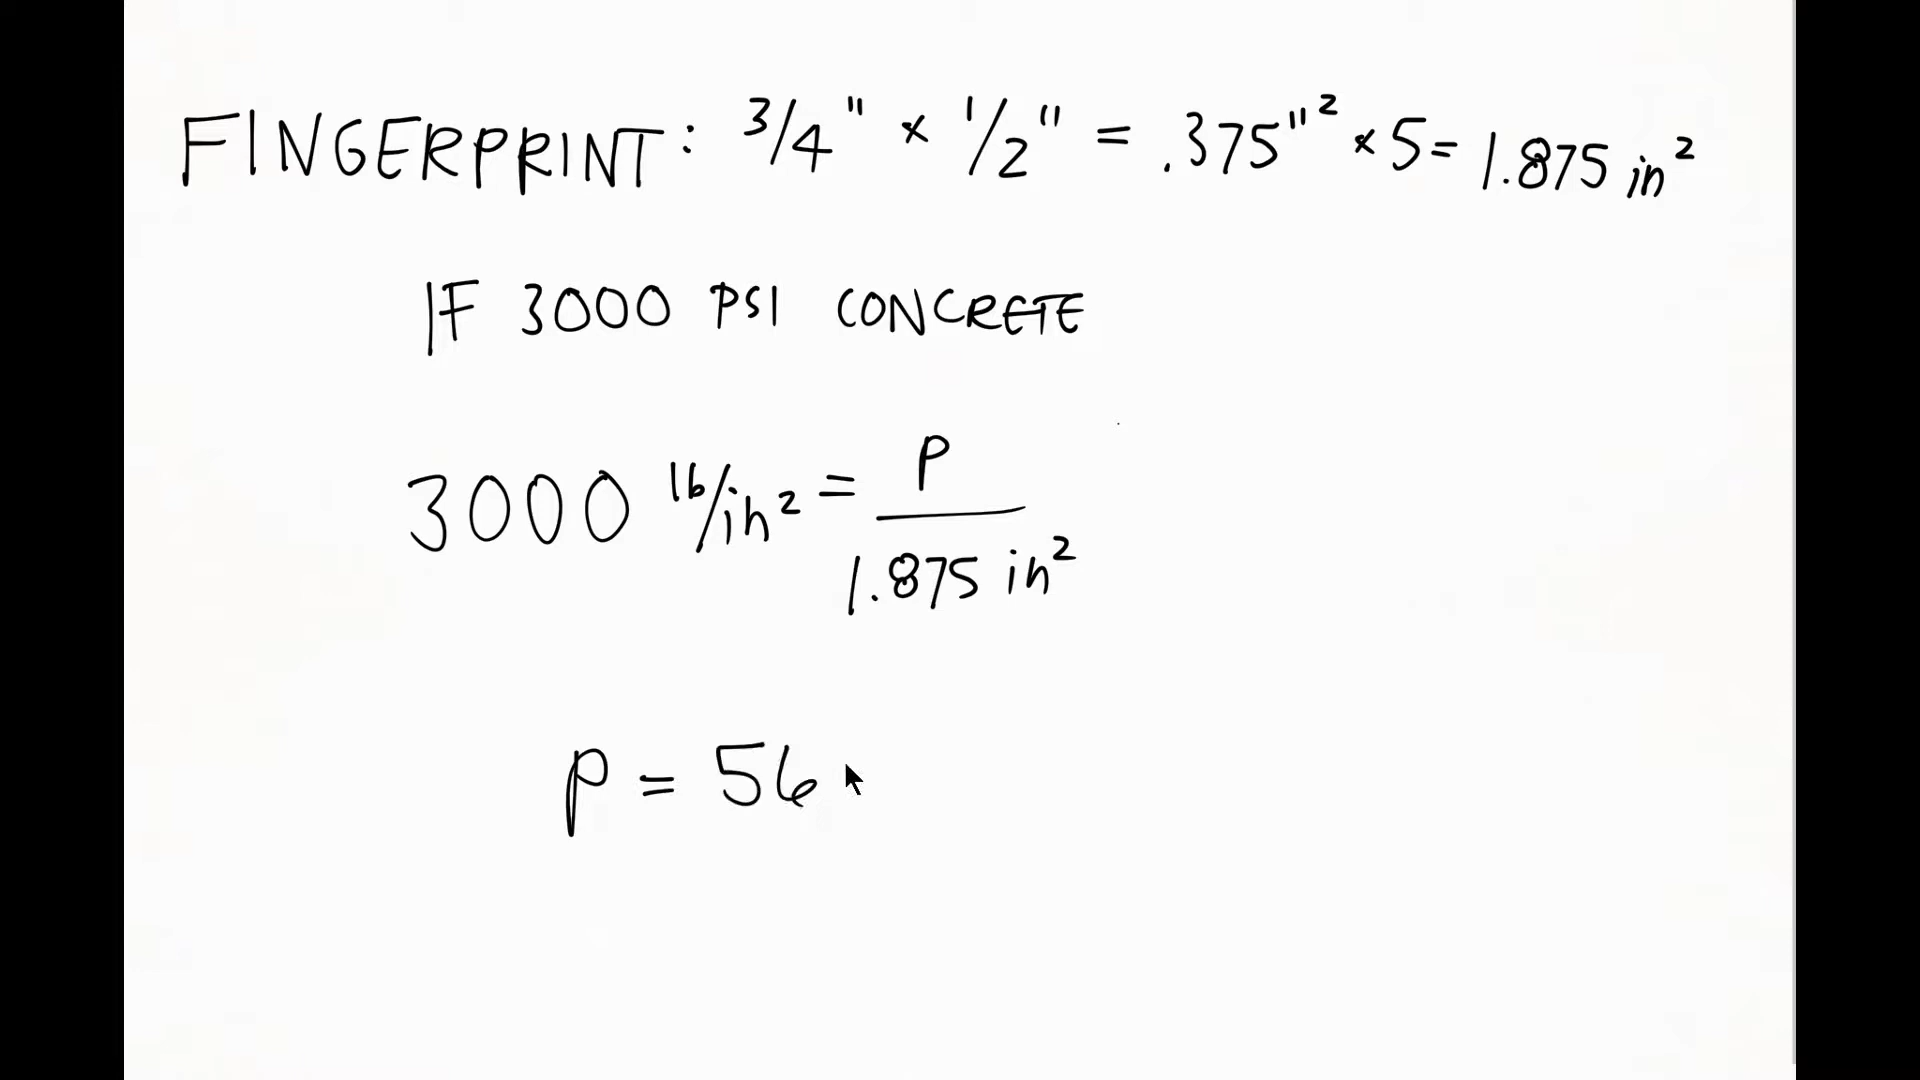 FINGERPRINT: 3/4" x 1/2" = .375"² x 5 = 1.875 in²
IF 3000 PSI CONCRETE
3000 lb/in² = P / 1.875 in²
P = 56